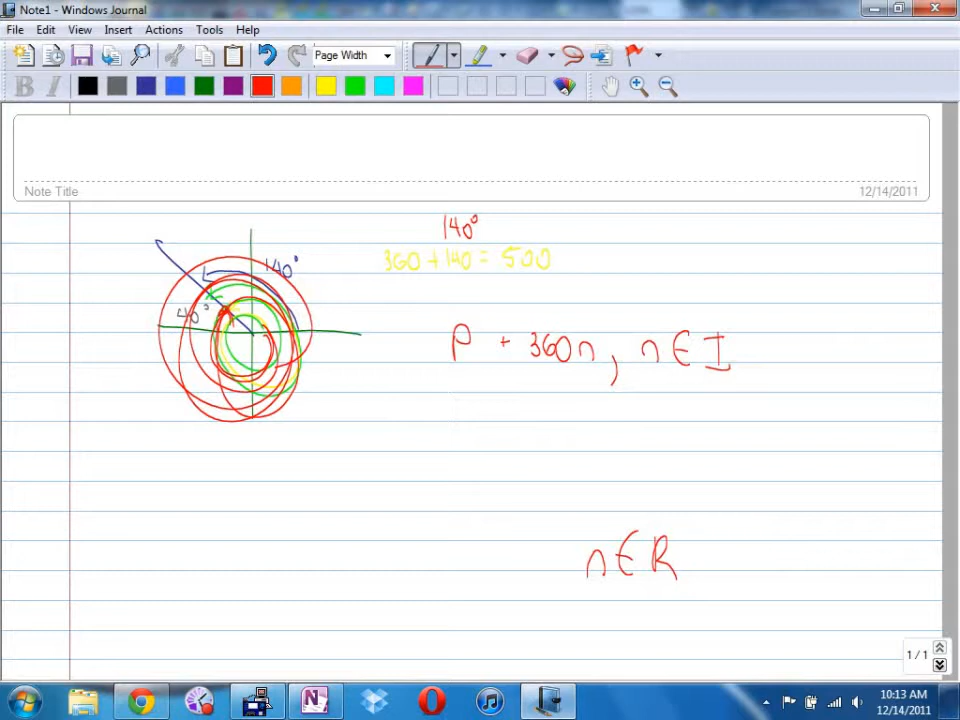 Note1 - Windows Journal
File Edit View Insert Actions Tools Help
Page Width
B I
Note Title
12/14/2011
140°
360 + 140 = 500
140°
40°
P + 360n, n ∈ I
n ∈ R
1 / 1
N
10:13 AM
12/14/2011